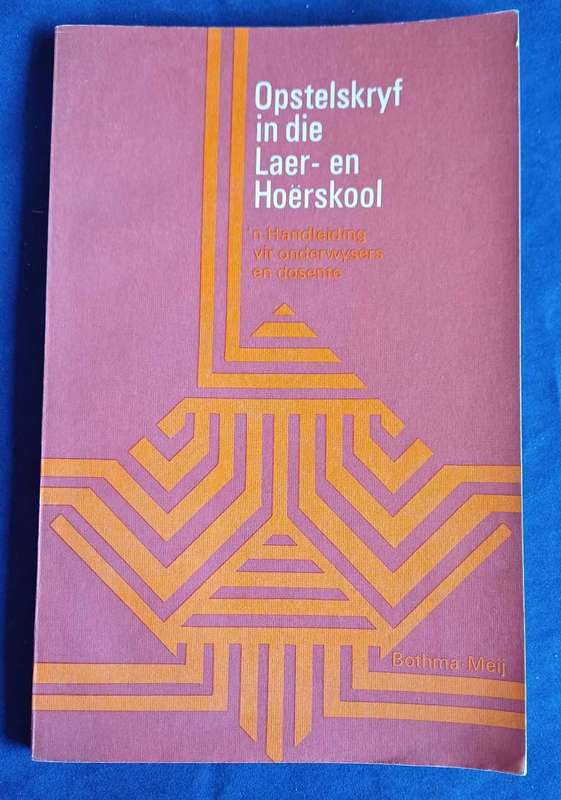 Opstelskryf
in die
Laer- en
Hoërskool
'n Handleiding
vir onderwysers
en dosente
Bothma·Meij